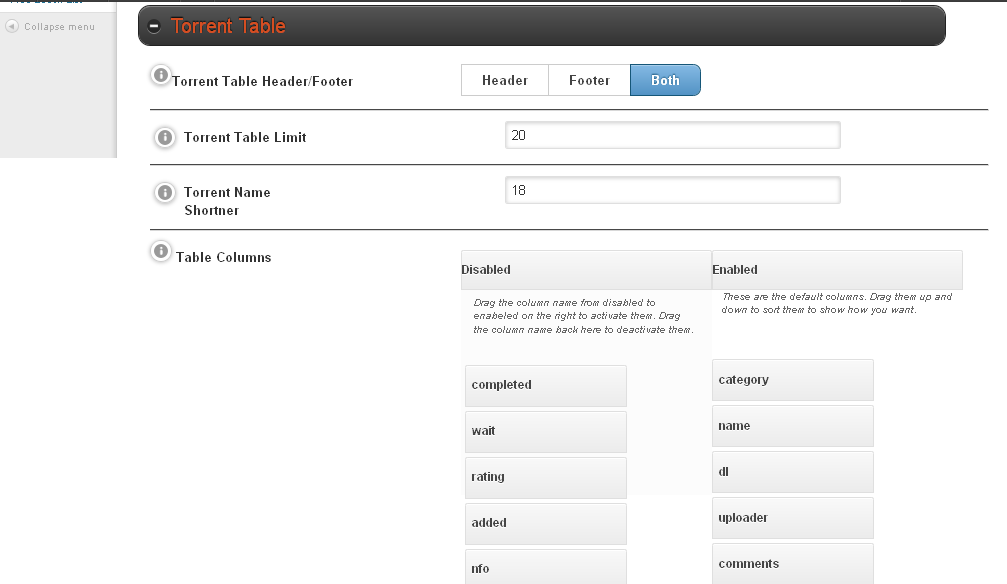 Collapse menu
Torrent Table
Torrent Table Header/Footer
Header
Footer
Both
Torrent Table Limit
20
Torrent Name
Shortner
18
Table Columns
Disabled
Drag the column name from disabled to
enabeled on the right to activate them. Drag
the column name back here to deactivate them.
completed
wait
rating
added
nfo
Enabled
These are the default columns. Drag them up and
down to sort them to show how you want.
category
name
dl
uploader
comments